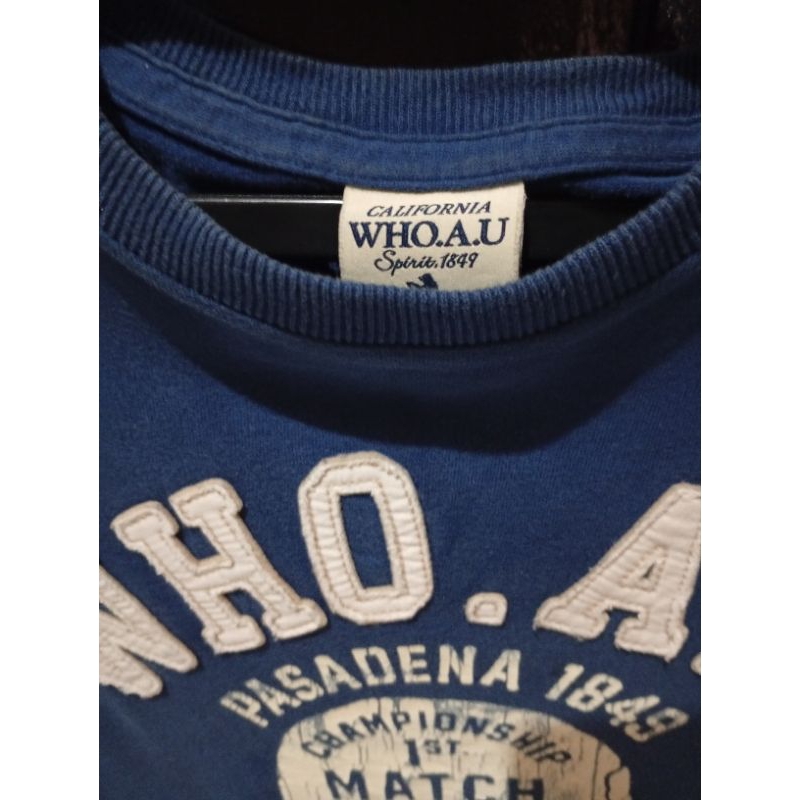 CALIFORNIA
WHO.A.U
Spirit.1849
WHO.A.
PASADENA 1849
CHAMPIONSHIP
1ST
MATCH